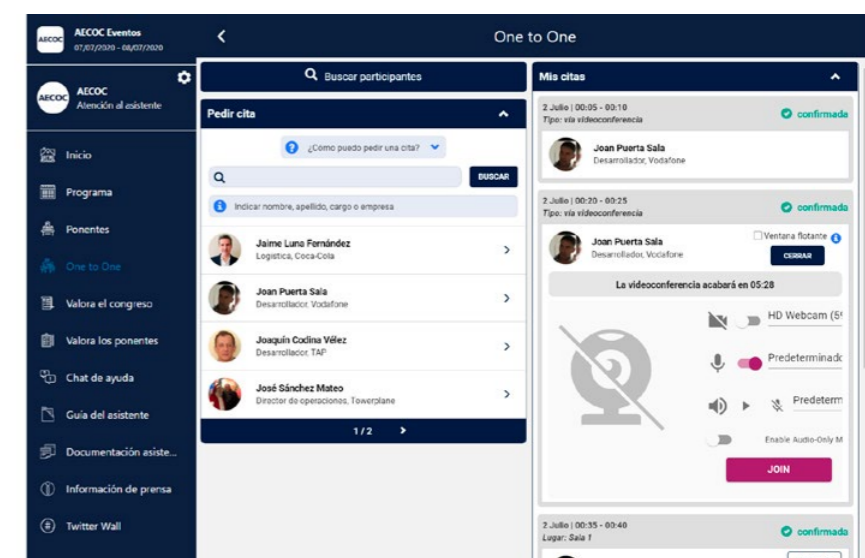 AECOC
AECOC Eventos
07/07/2020 - 08/07/2020
AECOC
AECOC
Atención al asistente
Inicio
Programa
Ponentes
One to One
Valora el congreso
Valora los ponentes
Chat de ayuda
Guía del asistente
Documentación asiste...
Información de prensa
Twitter Wall
One to One
Buscar participantes
Pedir cita
¿Cómo puedo pedir una cita?
BUSCAR
Indicar nombre, apellido, cargo o empresa
Jaime Luna Fernández
Logística, Coca-Cola
Joan Puerta Sala
Desarrollador, Vodafone
Joaquín Codina Vélez
Desarrollador, TAP
José Sánchez Mateo
Director de operaciones, Towerplane
1 / 2
Mis citas
2 Julio | 00:05 - 00:10
Tipo: vía videoconferencia
confirmada
Joan Puerta Sala
Desarrollador, Vodafone
2 Julio | 00:20 - 00:25
Tipo: vía videoconferencia
confirmada
Joan Puerta Sala
Desarrollador, Vodafone
Ventana flotante
CERRAR
La videoconferencia acabará en 05:28
HD Webcam (5
Predeterminado
Predeterm
Enable Audio-Only M
JOIN
2 Julio | 00:35 - 00:40
Lugar: Sala 1
confirmada